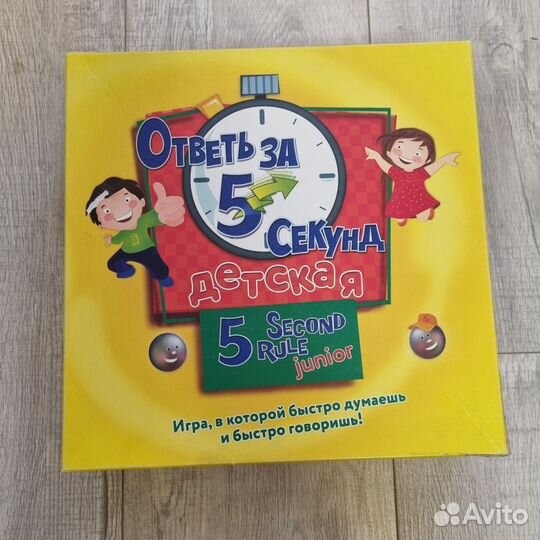 Ответь за
5
секунд
детская
5 Second
Rule
junior
Игра, в которой быстро думаешь
и быстро говоришь!
Avito